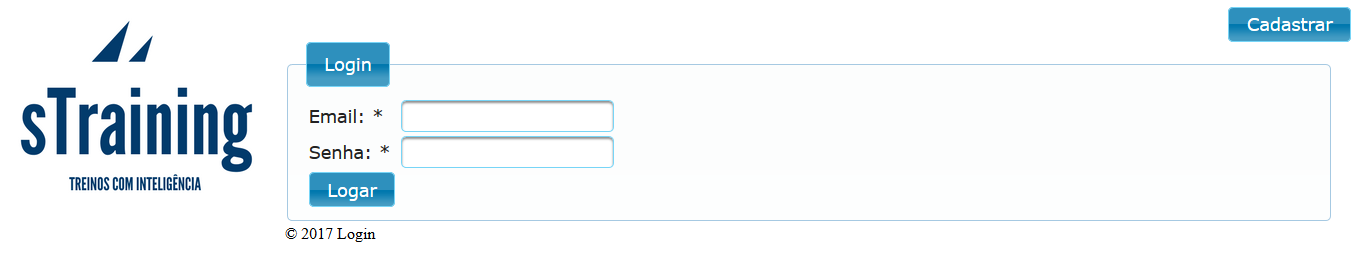 Cadastrar
sTraining
TREINOS COM INTELIGÊNCIA
Login
Email: *
Senha: *
Logar
© 2017 Login